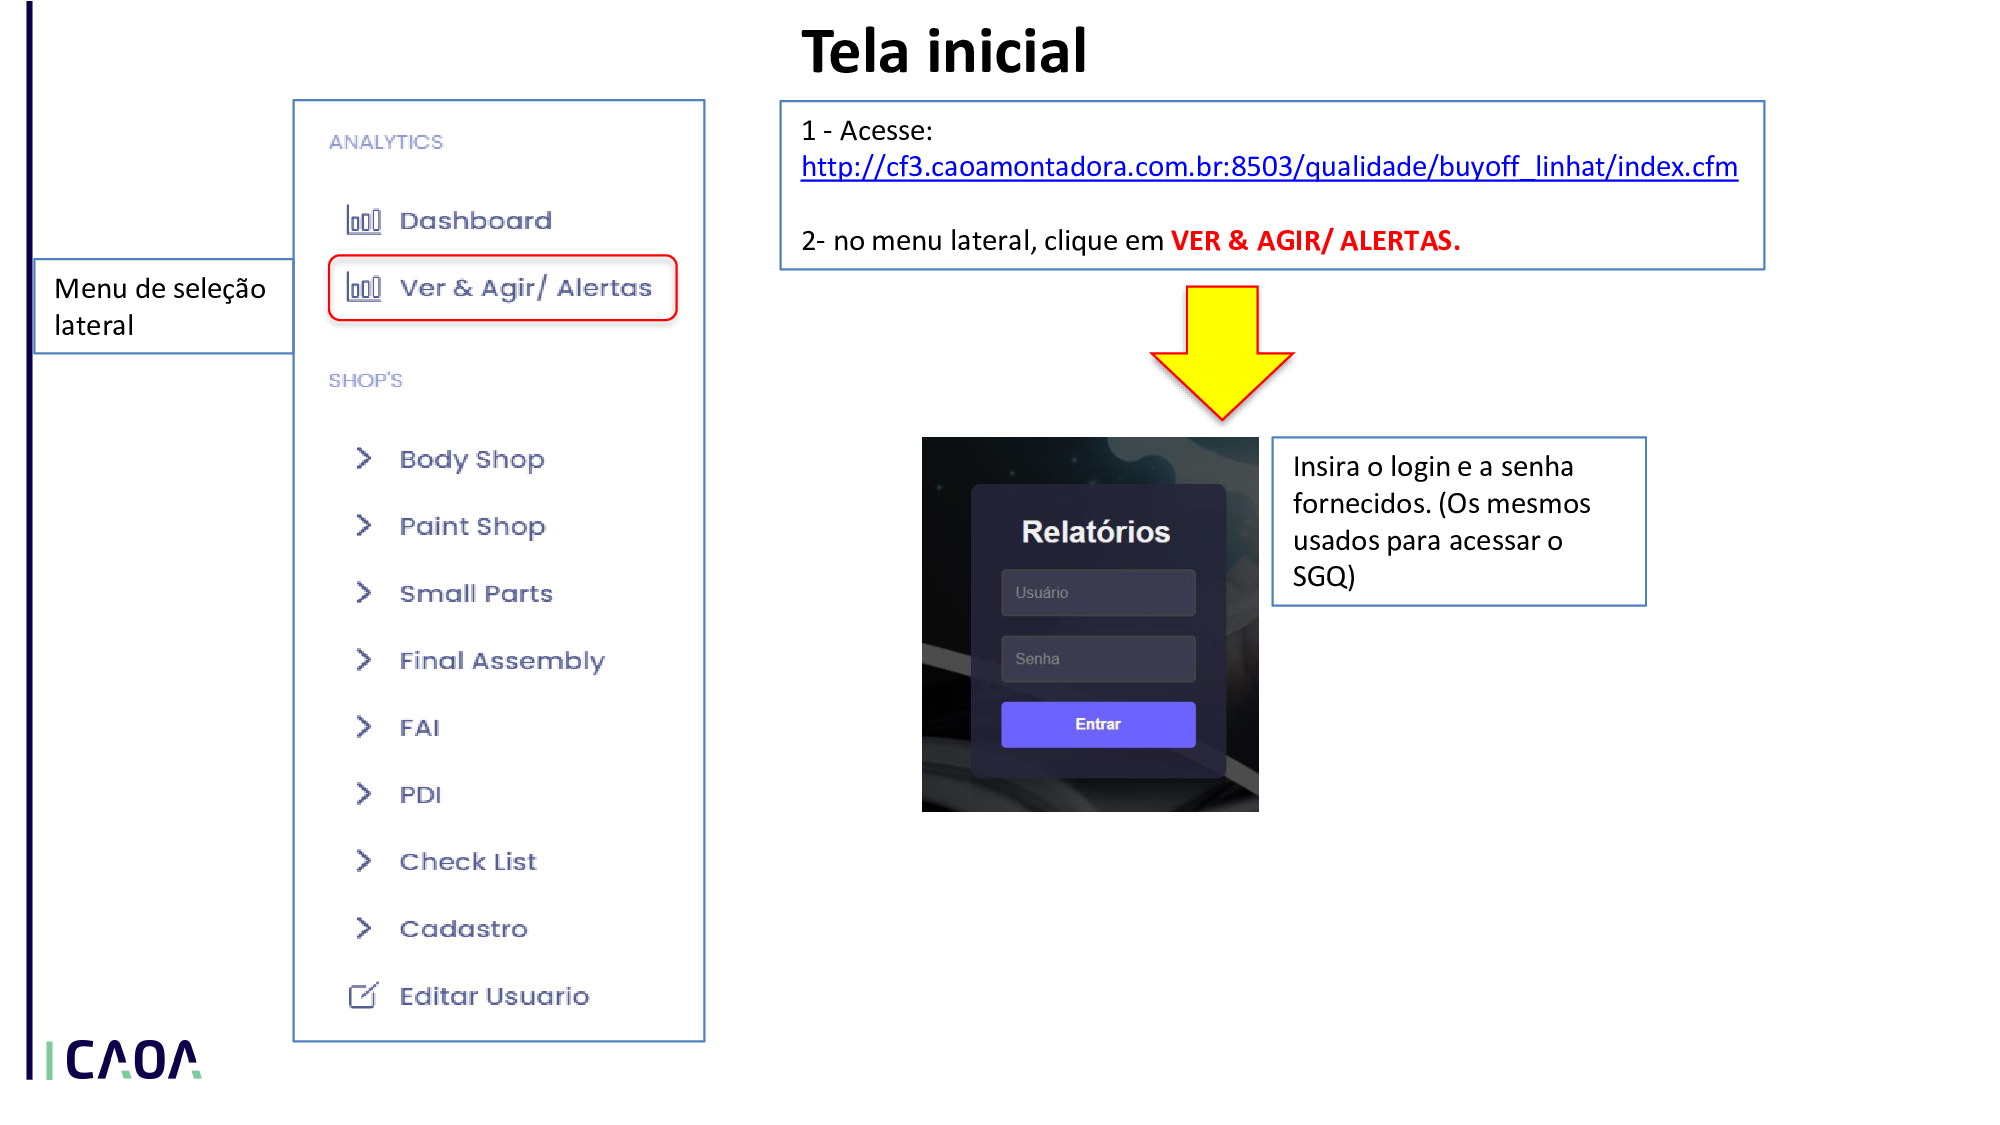 Tela inicial
ANALYTICS
Dashboard
Ver & Agir/ Alertas
SHOP'S
Body Shop
Paint Shop
Small Parts
Final Assembly
FAI
PDI
Check List
Cadastro
Editar Usuario
Menu de seleção
lateral
1 - Acesse:
http://cf3.caoamontadora.com.br:8503/qualidade/buyoff_linhat/index.cfm
2- no menu lateral, clique em VER & AGIR/ ALERTAS.
Relatórios
Usuário
Senha
Entrar
Insira o login e a senha
fornecidos. (Os mesmos
usados para acessar o
SGQ)
CAOA